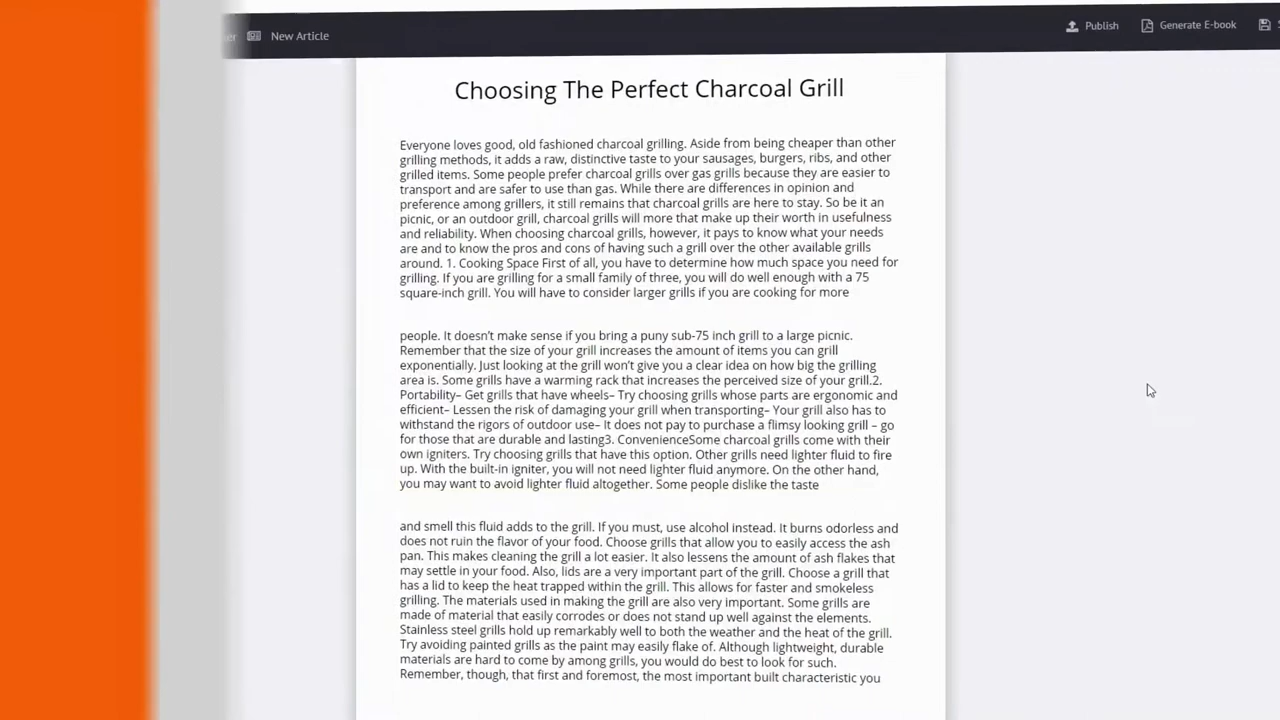 New Article
Publish
Generate E-book
Choosing The Perfect Charcoal Grill
Everyone loves good, old fashioned charcoal grilling. Aside from being cheaper than other
grilling methods, it adds a raw, distinctive taste to your sausages, burgers, ribs, and other
grilled items. Some people prefer charcoal grills over gas grills because they are easier to
transport and are safer to use than gas. While there are differences in opinion and
preference among grillers, it still remains that charcoal grills are here to stay. So be it an
picnic, or an outdoor grill, charcoal grills will more that make up their worth in usefulness
and reliability. When choosing charcoal grills, however, it pays to know what your needs
are and to know the pros and cons of having such a grill over the other available grills
around. 1. Cooking Space First of all, you have to determine how much space you need for
grilling. If you are grilling for a small family of three, you will do well enough with a 75
square-inch grill. You will have to consider larger grills if you are cooking for more
people. It doesn't make sense if you bring a puny sub-75 inch grill to a large picnic.
Remember that the size of your grill increases the amount of items you can grill
exponentially. Just looking at the grill won't give you a clear idea on how big the grilling
area is. Some grills have a warming rack that increases the perceived size of your grill.2.
Portability– Get grills that have wheels– Try choosing grills whose parts are ergonomic and
efficient– Lessen the risk of damaging your grill when transporting– Your grill also has to
withstand the rigors of outdoor use– It does not pay to purchase a flimsy looking grill – go
for those that are durable and lasting3. ConvenienceSome charcoal grills come with their
own igniters. Try choosing grills that have this option. Other grills need lighter fluid to fire
up. With the built-in igniter, you will not need lighter fluid anymore. On the other hand,
you may want to avoid lighter fluid altogether. Some people dislike the taste
and smell this fluid adds to the grill. If you must, use alcohol instead. It burns odorless and
does not ruin the flavor of your food. Choose grills that allow you to easily access the ash
pan. This makes cleaning the grill a lot easier. It also lessens the amount of ash flakes that
may settle in your food. Also, lids are a very important part of the grill. Choose a grill that
has a lid to keep the heat trapped within the grill. This allows for faster and smokeless
grilling. The materials used in making the grill are also very important. Some grills are
made of material that easily corrodes or does not stand up well against the elements.
Stainless steel grills hold up remarkably well to both the weather and the heat of the grill.
Try avoiding painted grills as the paint may easily flake of. Although lightweight, durable
materials are hard to come by among grills, you would do best to look for such.
Remember, though, that first and foremost, the most important built characteristic you